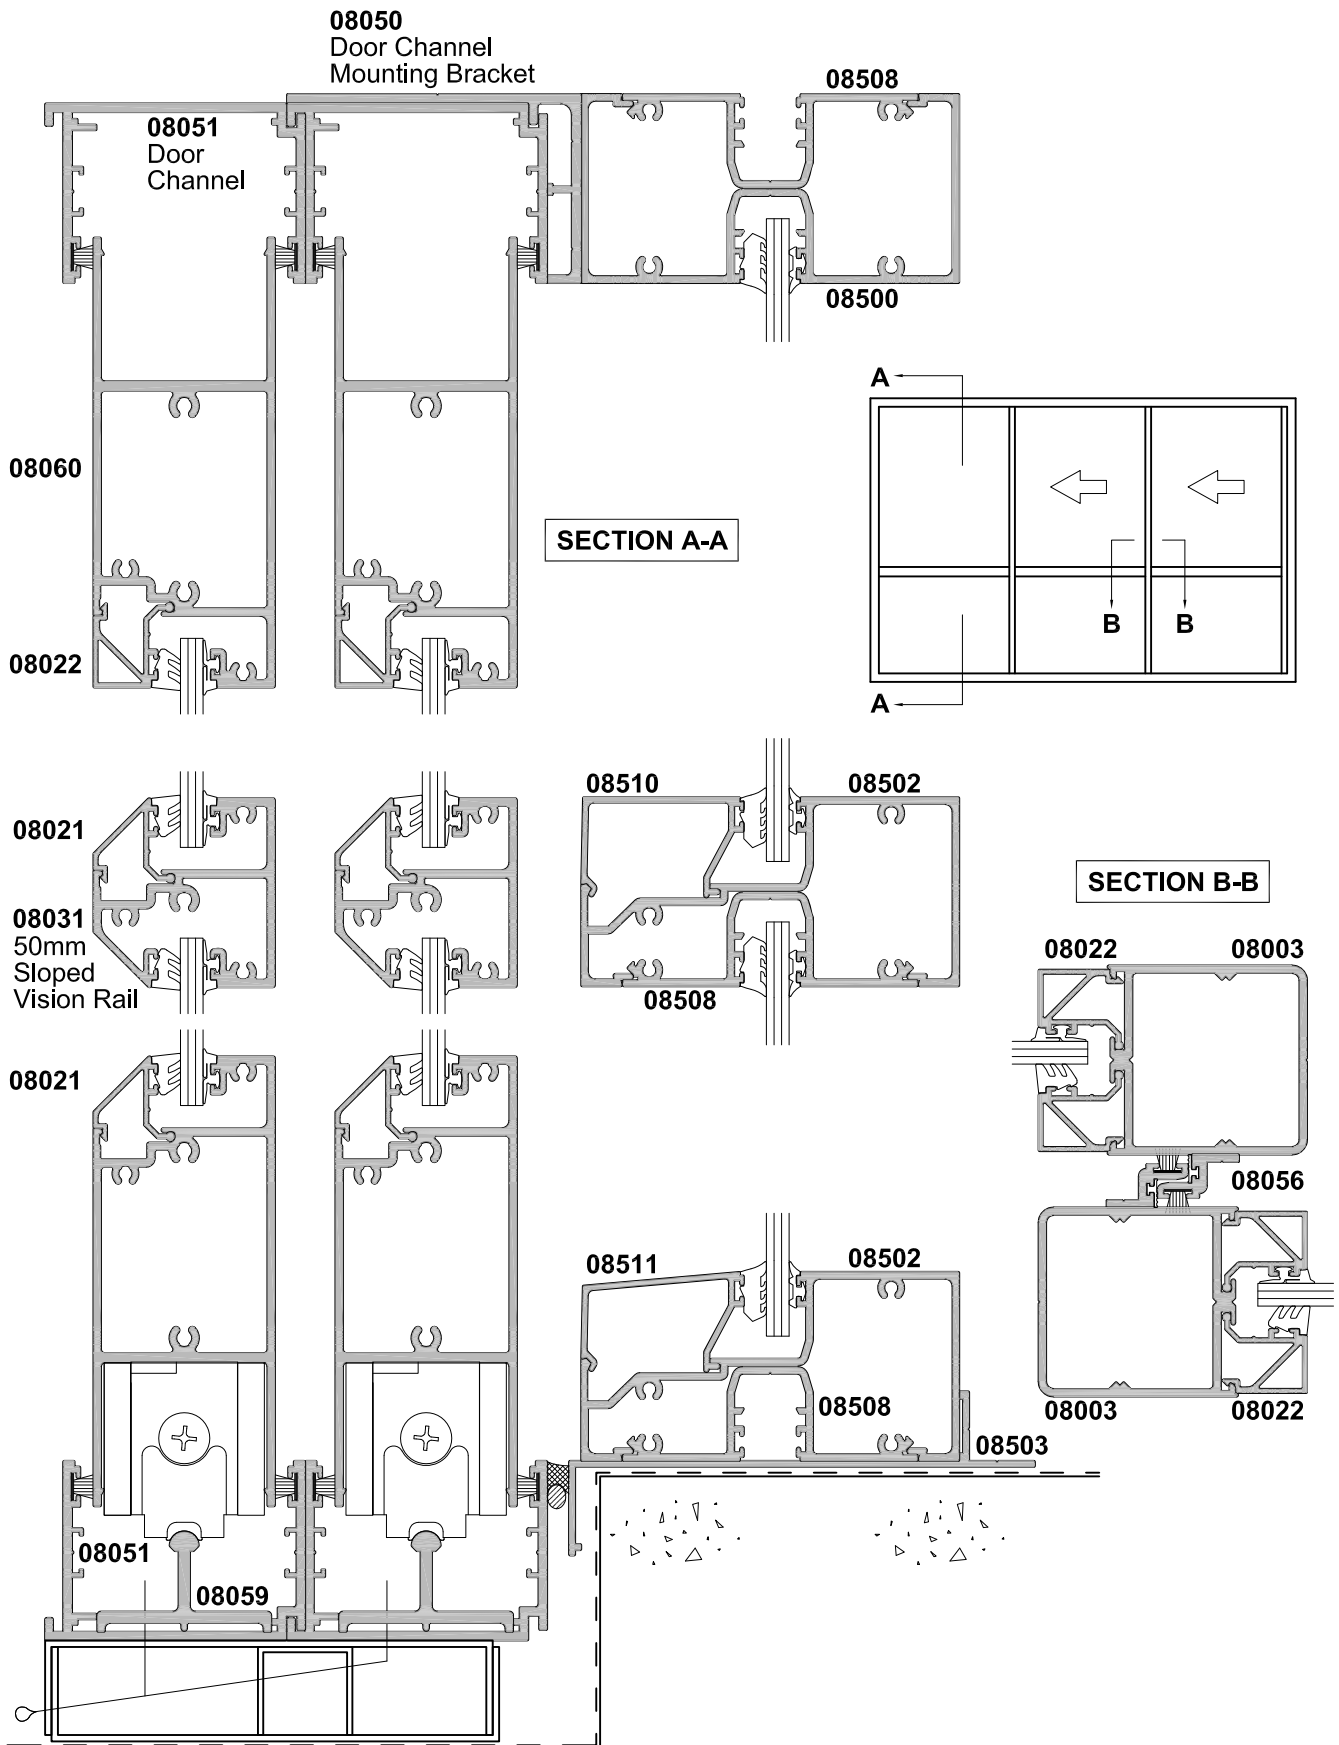 08050
Door Channel
Mounting Bracket
08508
08051
Door
Channel
08500
A
08060
SECTION A-A
B B
08022
A
08510 08502
08021
SECTION B-B
08031
50mm
Sloped
Vision Rail
08508
08022 08003
08021
08056
08511 08502
08508
08003 08022
08503
08051
08059